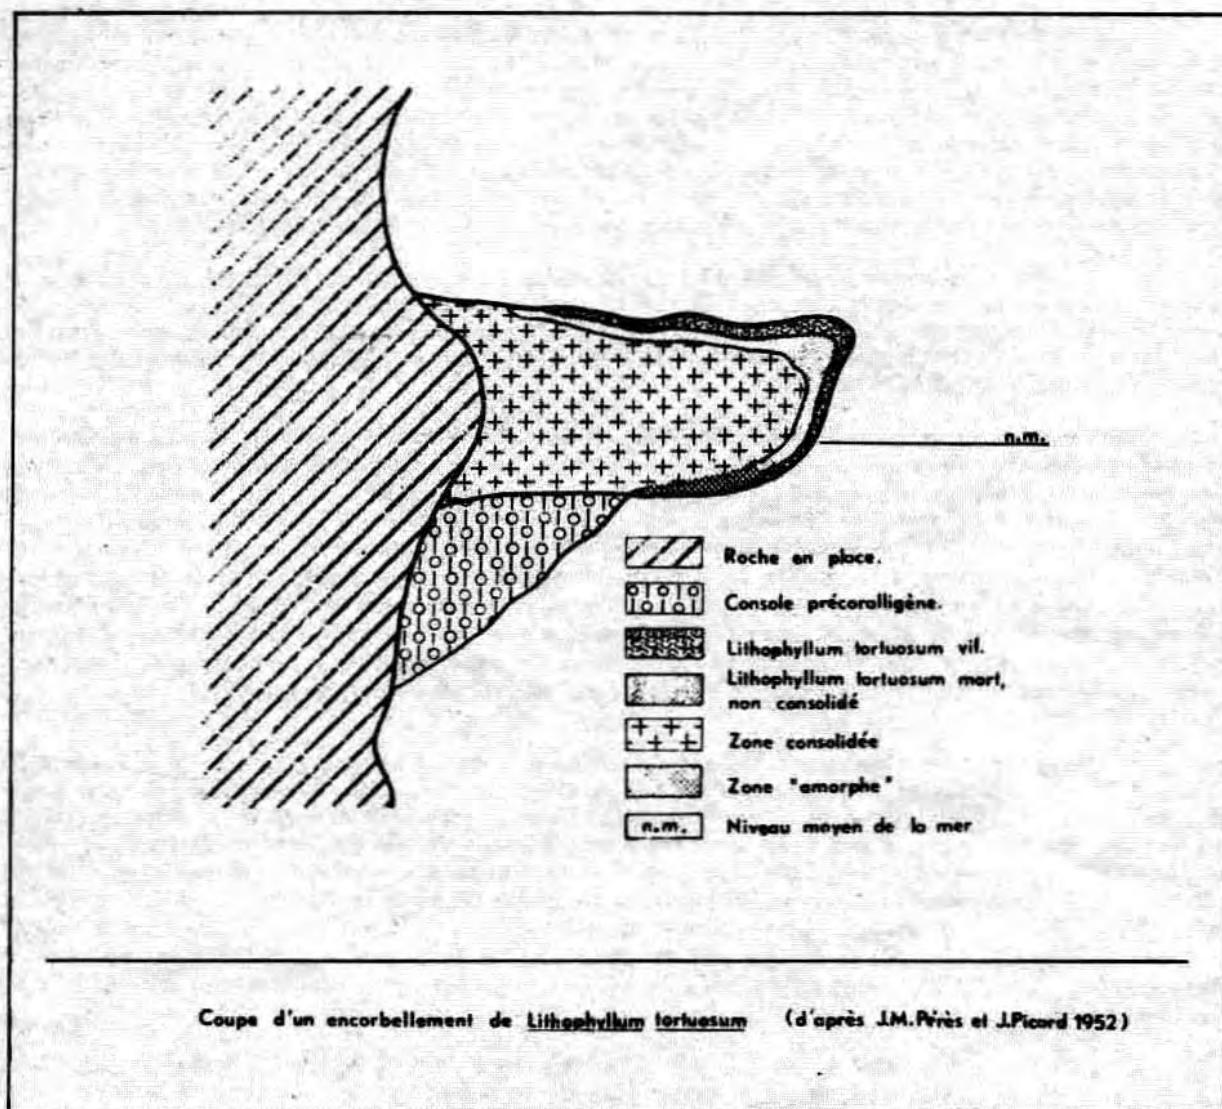 n.m.
Roche en place.
Console précoralligène.
Lithophyllum tortuosum vif.
Lithophyllum tortuosum mort,
non consolidé
Zone consolidée
Zone "amorphe"
n.m. Niveau moyen de la mer
Coupe d'un encorbellement de Lithophyllum tortuosum (d'après J.M.Pérès et J.Picard 1952)